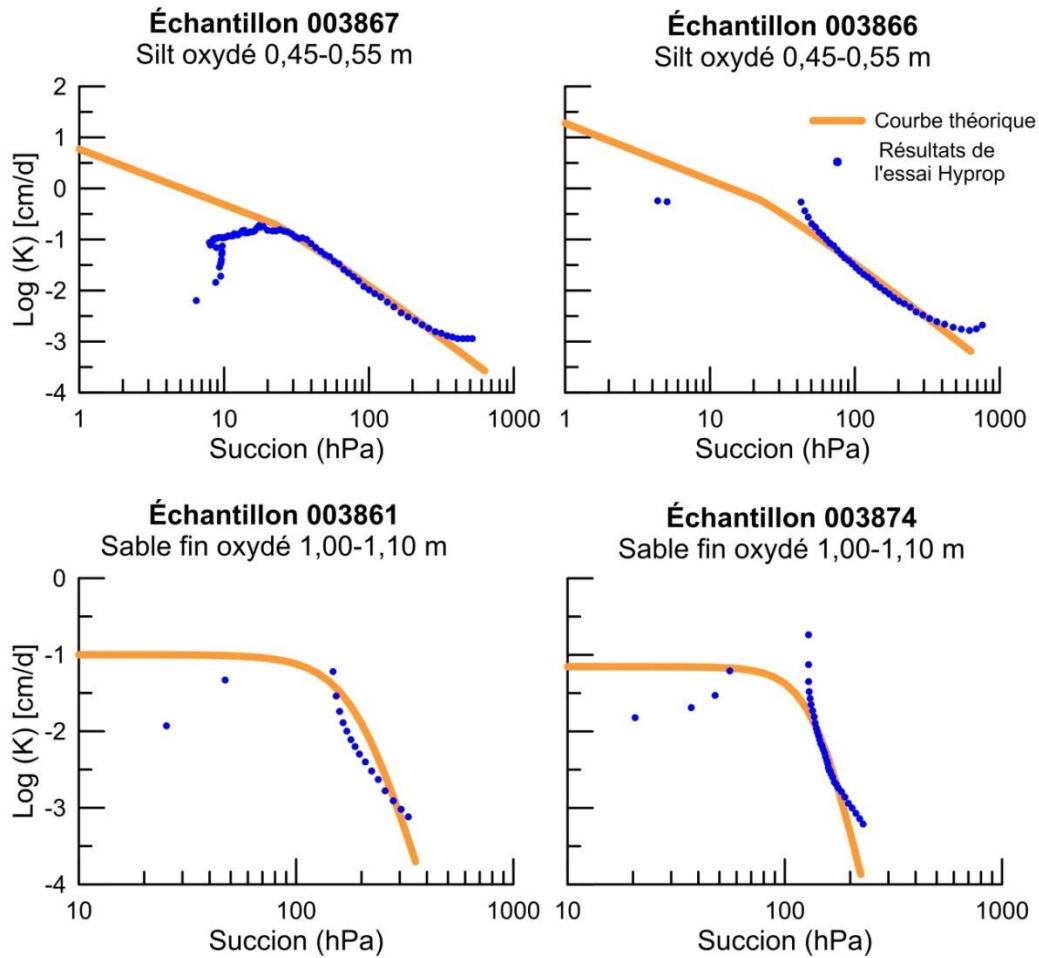 Échantillon 003867
Silt oxydé 0,45-0,55 m
Log (K) [cm/d]
2
1
0
-1
-2
-3
-4
1
10
100
1000
Succion (hPa)
Échantillon 003866
Silt oxydé 0,45-0,55 m
Courbe théorique
Résultats de
l'essai Hyprop
1
10
100
1000
Succion (hPa)
Échantillon 003861
Sable fin oxydé 1,00-1,10 m
Log (K) [cm/d]
0
-1
-2
-3
-4
10
100
1000
Succion (hPa)
Échantillon 003874
Sable fin oxydé 1,00-1,10 m
10
100
1000
Succion (hPa)